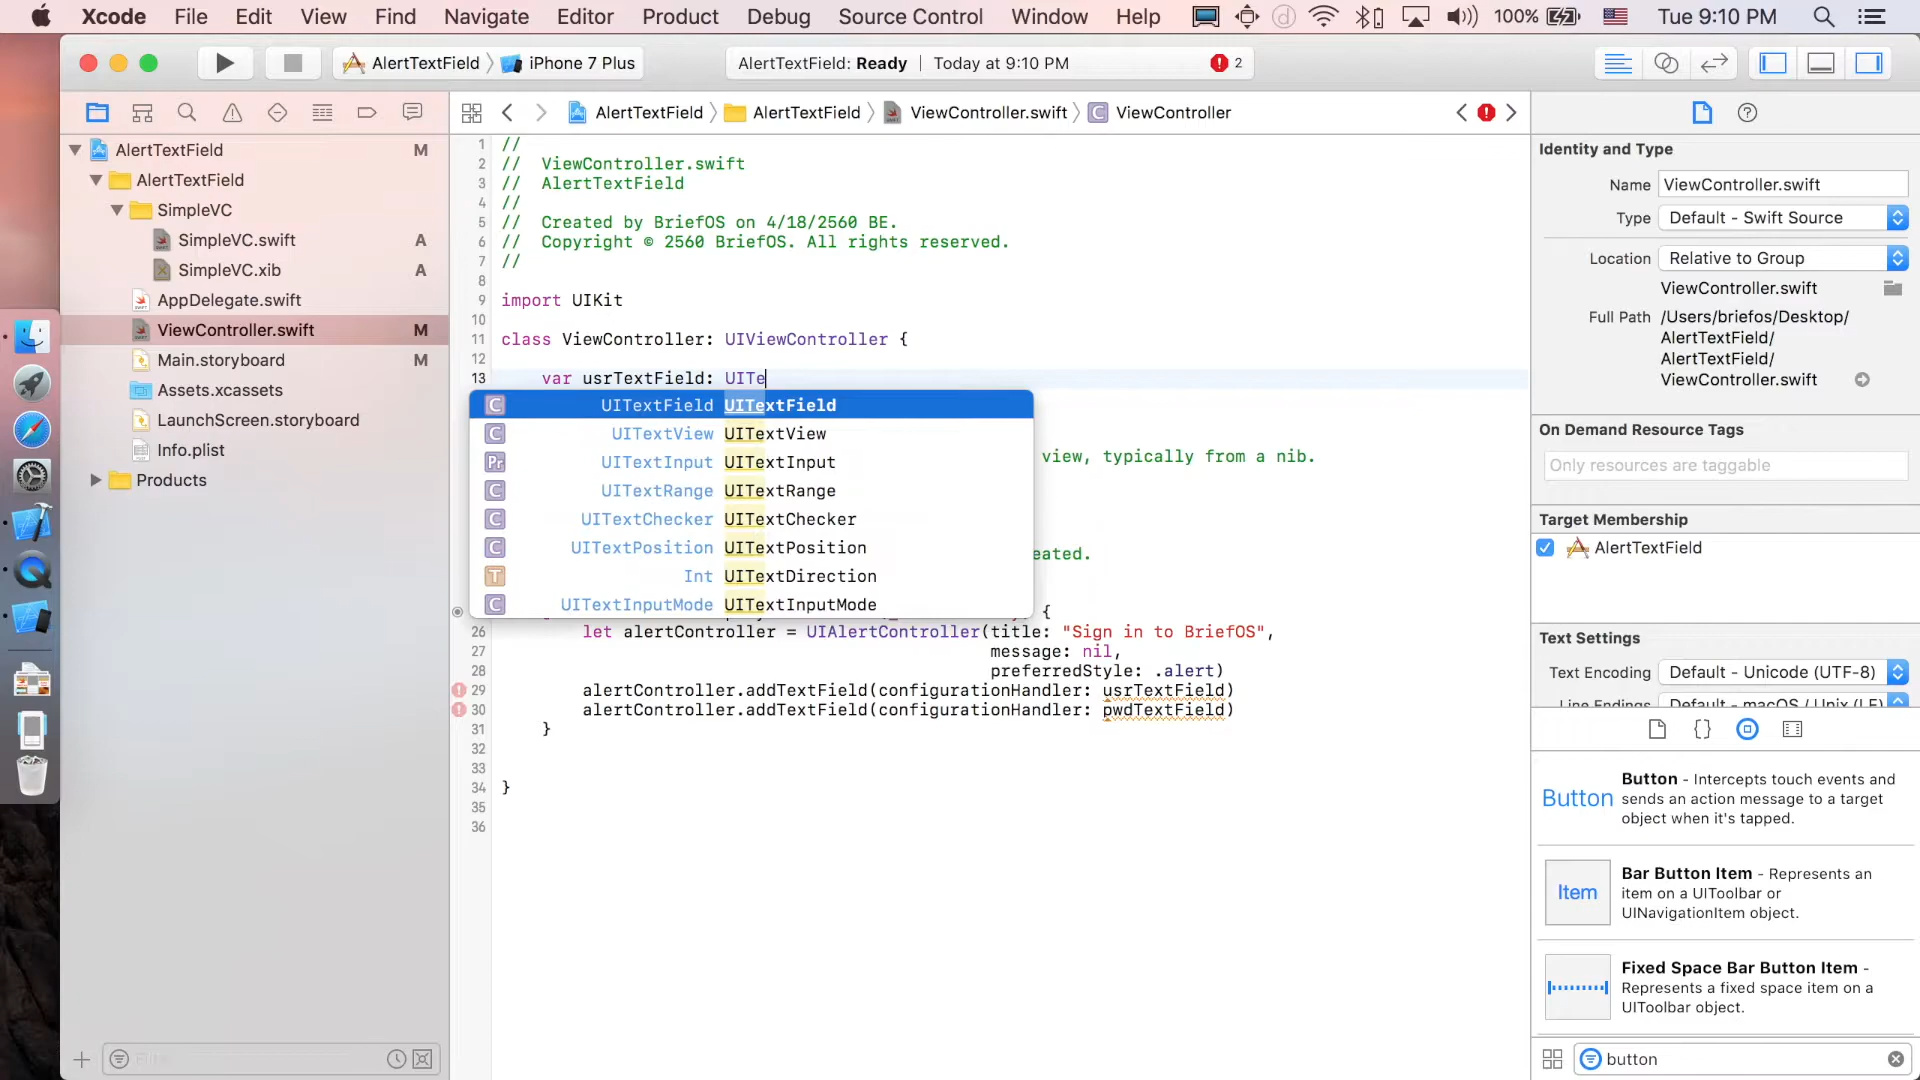 Xcode File Edit View Find Navigate Editor Product Debug Source Control Window Help 100% Tue 9:10 PM
AlertTextField iPhone 7 Plus
AlertTextField: Ready Today at 9:10 PM 2
AlertTextField M
AlertTextField
SimpleVC
SimpleVC.swift A
SimpleVC.xib A
AppDelegate.swift
ViewController.swift M
Main.storyboard M
Assets.xcassets
LaunchScreen.storyboard
Info.plist
Products
AlertTextField AlertTextField ViewController.swift C ViewController
1 //
2 // ViewController.swift
3 // AlertTextField
4 //
5 // Created by BriefOS on 4/18/2560 BE.
6 // Copyright © 2560 BriefOS. All rights reserved.
7 //
8
9 import UIKit
10
11 class ViewController: UIViewController {
12
13 var usrTextField: UITe
C UITextField UITextField
C UITextView UITextView
Pr UITextInput UITextInput
C UITextRange UITextRange
C UITextChecker UITextChecker
C UITextPosition UITextPosition
T Int UITextDirection
C UITextInputMode UITextInputMode
view, typically from a nib.
eated.
{
26 let alertController = UIAlertController(title: "Sign in to BriefOS",
27 message: nil,
28 preferredStyle: .alert)
29 alertController.addTextField(configurationHandler: usrTextField)
30 alertController.addTextField(configurationHandler: pwdTextField)
31 }
32
33
34 }
35
36
Identity and Type
Name ViewController.swift
Type Default - Swift Source
Location Relative to Group
ViewController.swift
Full Path /Users/briefos/Desktop/
AlertTextField/
AlertTextField/
ViewController.swift
On Demand Resource Tags
Only resources are taggable
Target Membership
AlertTextField
Text Settings
Text Encoding Default - Unicode (UTF-8)
Line Endings Default - macOS / Unix (LF)
Button Button - Intercepts touch events and
sends an action message to a target
object when it's tapped.
Item Bar Button Item - Represents an
item on a UIToolbar or
UINavigationItem object.
Fixed Space Bar Button Item -
Represents a fixed space item on a
UIToolbar object.
button